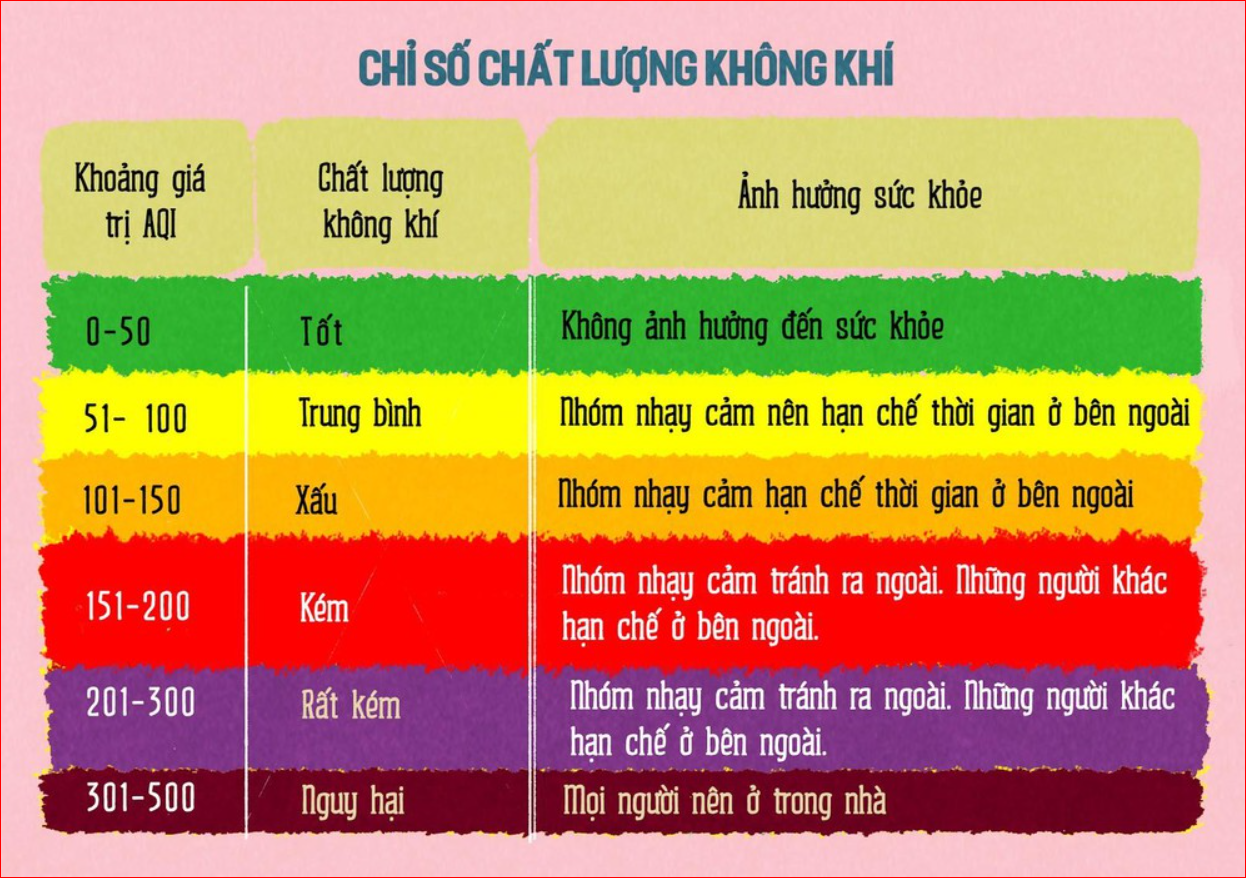 CHỈ SỐ CHẤT LƯỢNG KHÔNG KHÍ
Khoảng giá
trị AQI
Chất lượng
không khí
Ảnh hưởng sức khỏe
0-50
Tốt
Không ảnh hưởng đến sức khỏe
51- 100
Trung bình
Nhóm nhạy cảm nên hạn chế thời gian ở bên ngoài
101-150
Xấu
Nhóm nhạy cảm hạn chế thời gian ở bên ngoài
151-200
Kém
Nhóm nhạy cảm tránh ra ngoài. Những người khác
hạn chế ở bên ngoài.
201-300
Rất kém
Nhóm nhạy cảm tránh ra ngoài. Những người khác
hạn chế ở bên ngoài.
301-500
Nguy hại
Mọi người nên ở trong nhà